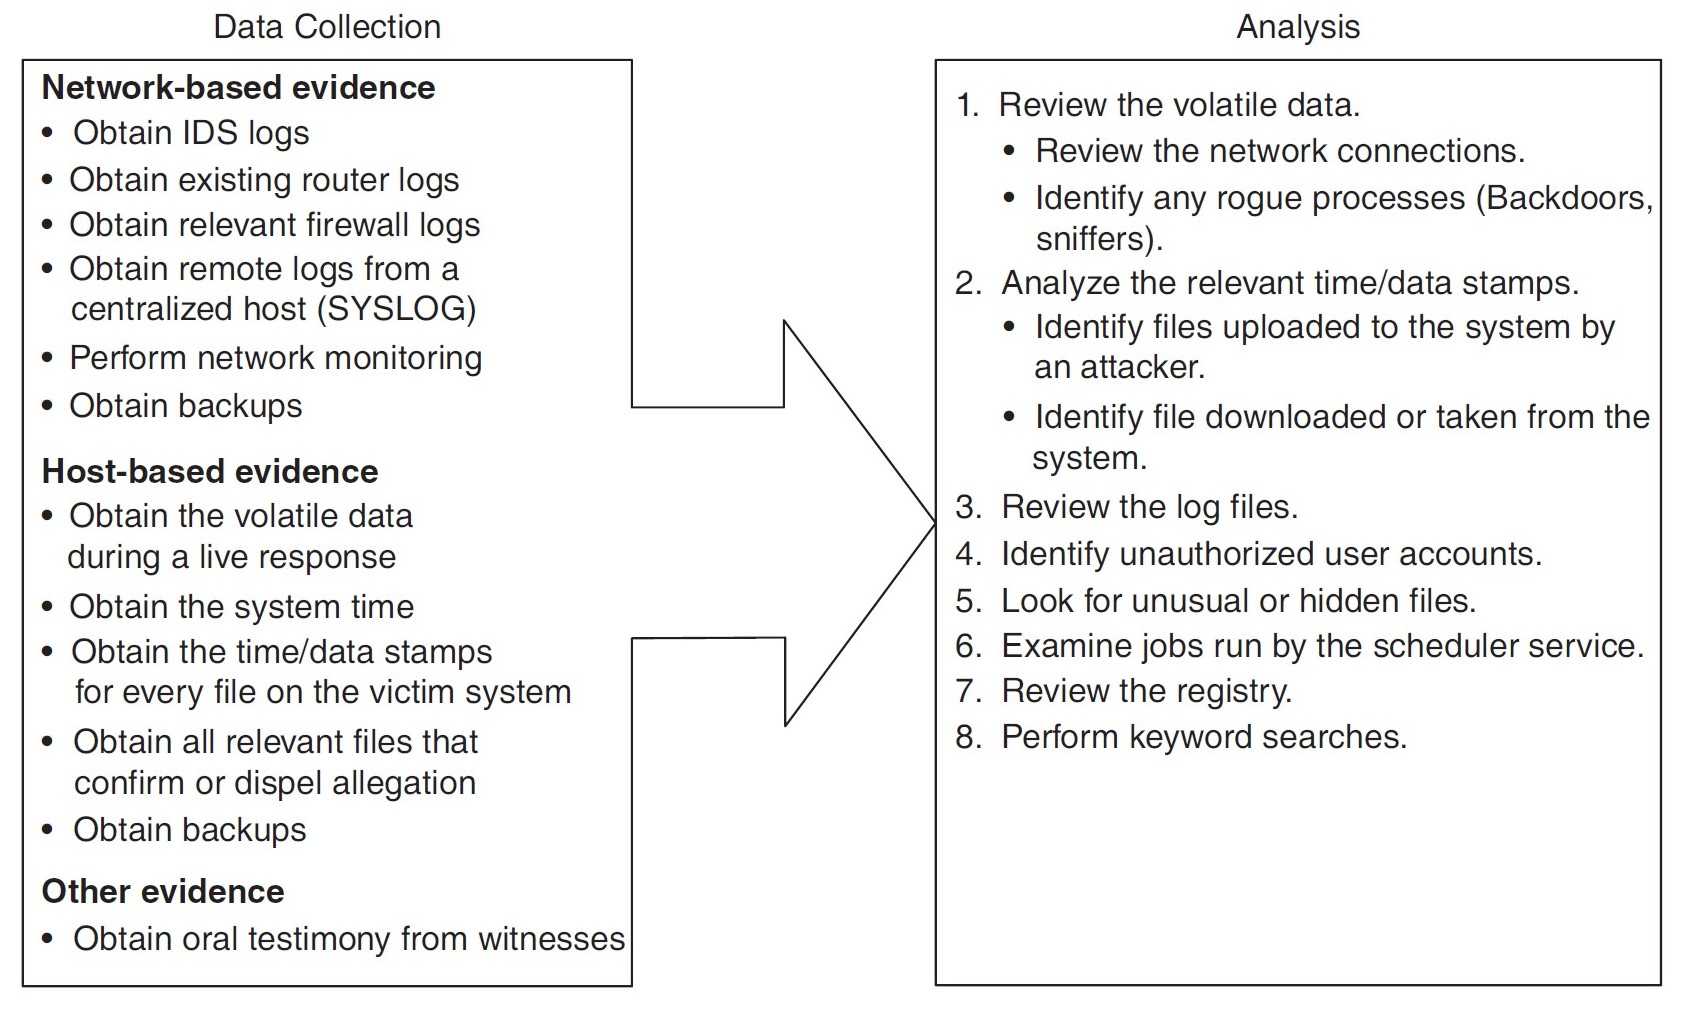 Data Collection
Network-based evidence
• Obtain IDS logs
• Obtain existing router logs
• Obtain relevant firewall logs
• Obtain remote logs from a
centralized host (SYSLOG)
• Perform network monitoring
• Obtain backups
Host-based evidence
• Obtain the volatile data
during a live response
• Obtain the system time
• Obtain the time/data stamps
for every file on the victim system
• Obtain all relevant files that
confirm or dispel allegation
• Obtain backups
Other evidence
• Obtain oral testimony from witnesses
Analysis
1. Review the volatile data.
• Review the network connections.
• Identify any rogue processes (Backdoors,
sniffers).
2. Analyze the relevant time/data stamps.
• Identify files uploaded to the system by
an attacker.
• Identify file downloaded or taken from the
system.
3. Review the log files.
4. Identify unauthorized user accounts.
5. Look for unusual or hidden files.
6. Examine jobs run by the scheduler service.
7. Review the registry.
8. Perform keyword searches.